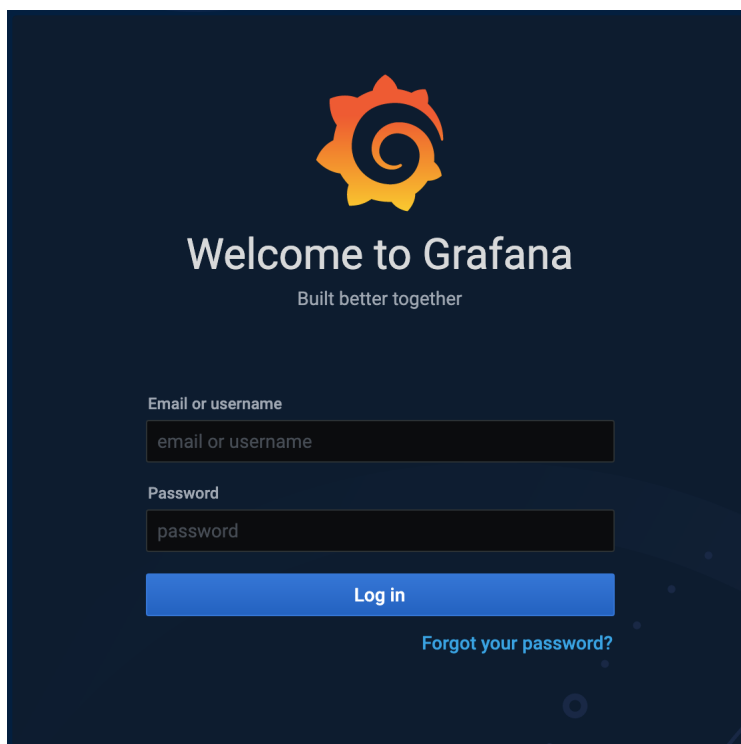 Welcome to Grafana
Built better together
Email or username
email or username
Password
password
Log in
Forgot your password?